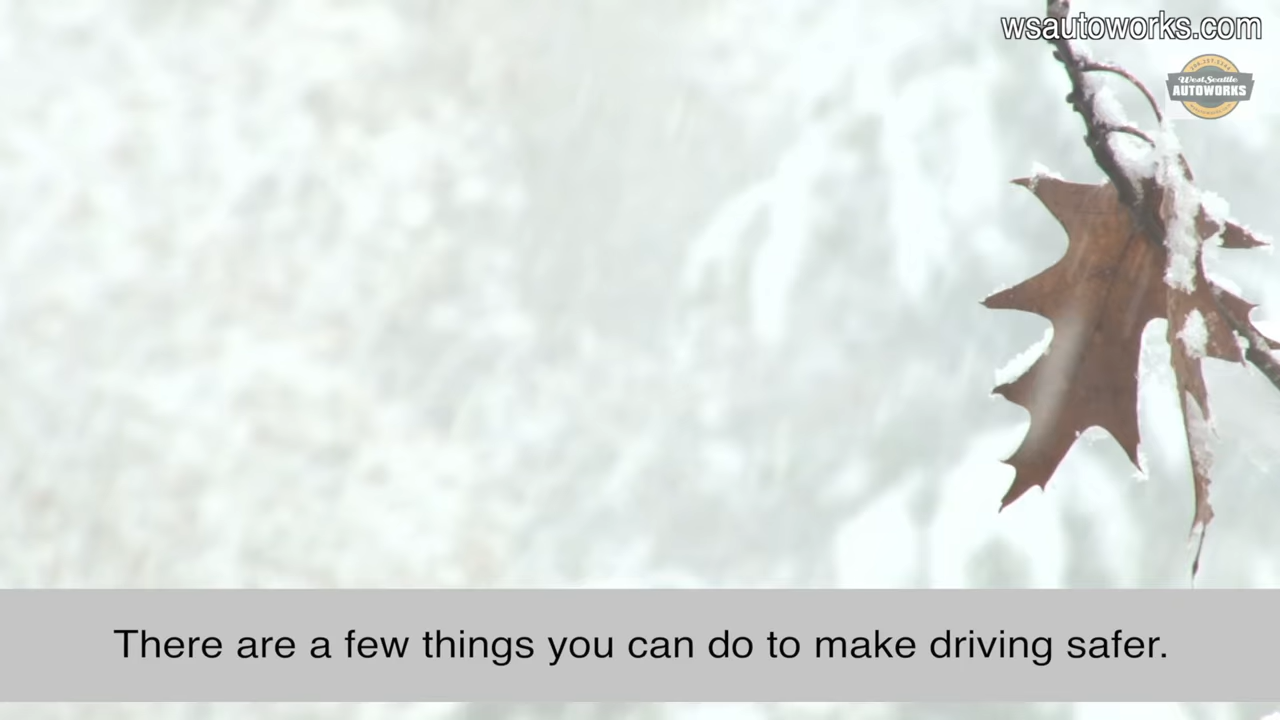 wsautoworks.com
West Seattle
AUTOWORKS
There are a few things you can do to make driving safer.